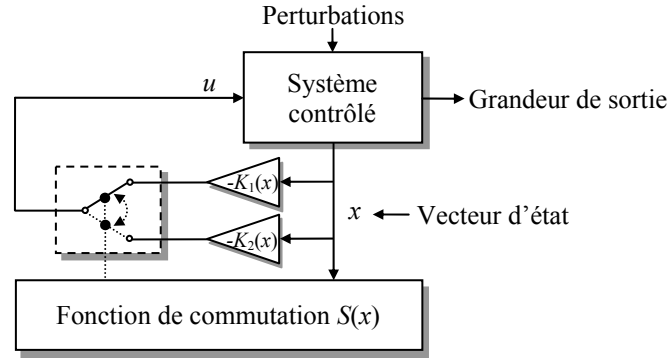 Perturbations
Système
contrôlé
u
Grandeur de sortie
-K₁(x)
x
Vecteur d'état
-K₂(x)
Fonction de commutation S(x)